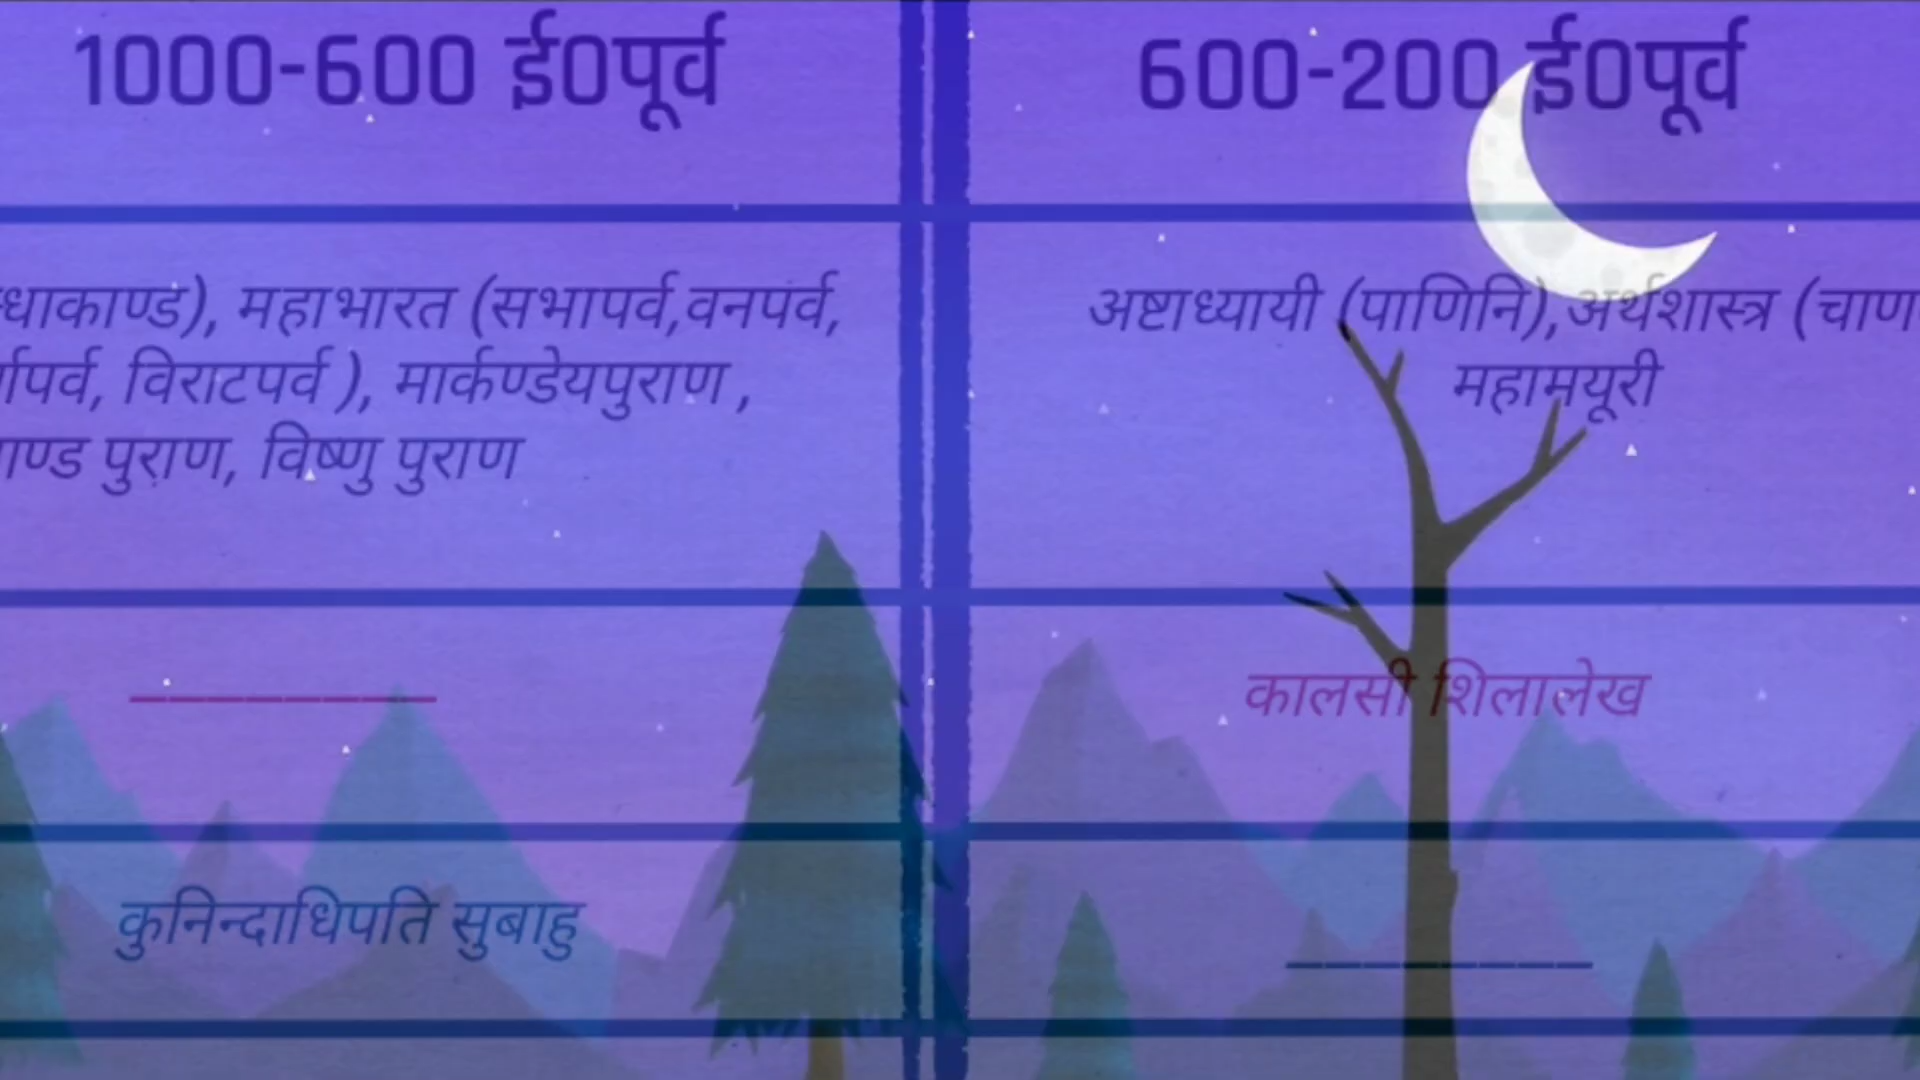 1000-600 ई0पूर्व
धाकाण्ड), महाभारत (सभापर्व,वनपर्व,
विराटपर्व ), मार्कण्डेयपुराण ,
पुराण, विष्णु पुराण
कुनिन्दाधिपति सुबाहु
600-200 ई0पूर्व
अष्टाध्यायी (पाणिनि),अर्थशास्त्र (चाण
महामयूरी
कालसी शिलालेख